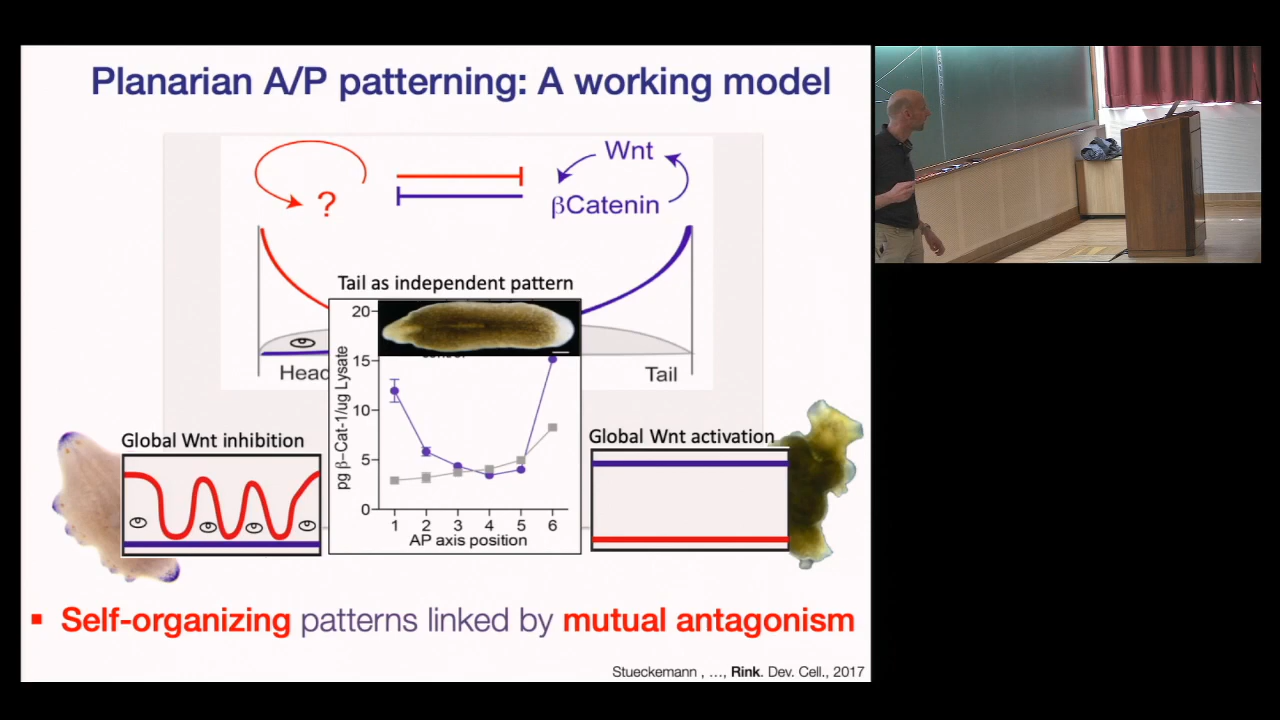 Planarian A/P patterning: A working model
Wnt
?
βCatenin
Tail as independent pattern
Head
Tail
20
15
10
5
0
pg β-Cat-1/ug Lysate
1 2 3 4 5 6
AP axis position
Global Wnt inhibition
Global Wnt activation
▪ Self-organizing patterns linked by mutual antagonism
Stueckemann , ..., Rink. Dev. Cell., 2017